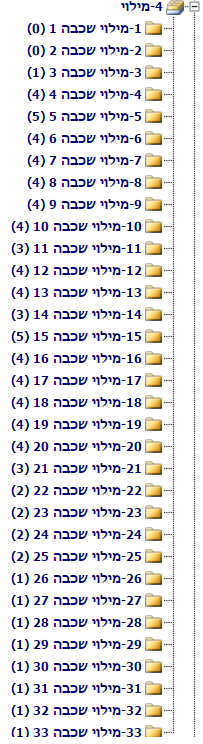 4-מילוי
1-מילוי שכבה 1 (0)
2-מילוי שכבה 2 (0)
3-מילוי שכבה 3 (1)
4-מילוי שכבה 4 (4)
5-מילוי שכבה 5 (5)
6-מילוי שכבה 6 (4)
7-מילוי שכבה 7 (4)
8-מילוי שכבה 8 (4)
9-מילוי שכבה 9 (4)
10-מילוי שכבה 10 (4)
11-מילוי שכבה 11 (3)
12-מילוי שכבה 12 (4)
13-מילוי שכבה 13 (4)
14-מילוי שכבה 14 (3)
15-מילוי שכבה 15 (5)
16-מילוי שכבה 16 (4)
17-מילוי שכבה 17 (4)
18-מילוי שכבה 18 (4)
19-מילוי שכבה 19 (4)
20-מילוי שכבה 20 (4)
21-מילוי שכבה 21 (3)
22-מילוי שכבה 22 (2)
23-מילוי שכבה 23 (2)
24-מילוי שכבה 24 (2)
25-מילוי שכבה 25 (2)
26-מילוי שכבה 26 (1)
27-מילוי שכבה 27 (1)
28-מילוי שכבה 28 (1)
29-מילוי שכבה 29 (1)
30-מילוי שכבה 30 (1)
31-מילוי שכבה 31 (1)
32-מילוי שכבה 32 (1)
33-מילוי שכבה 33 (1)